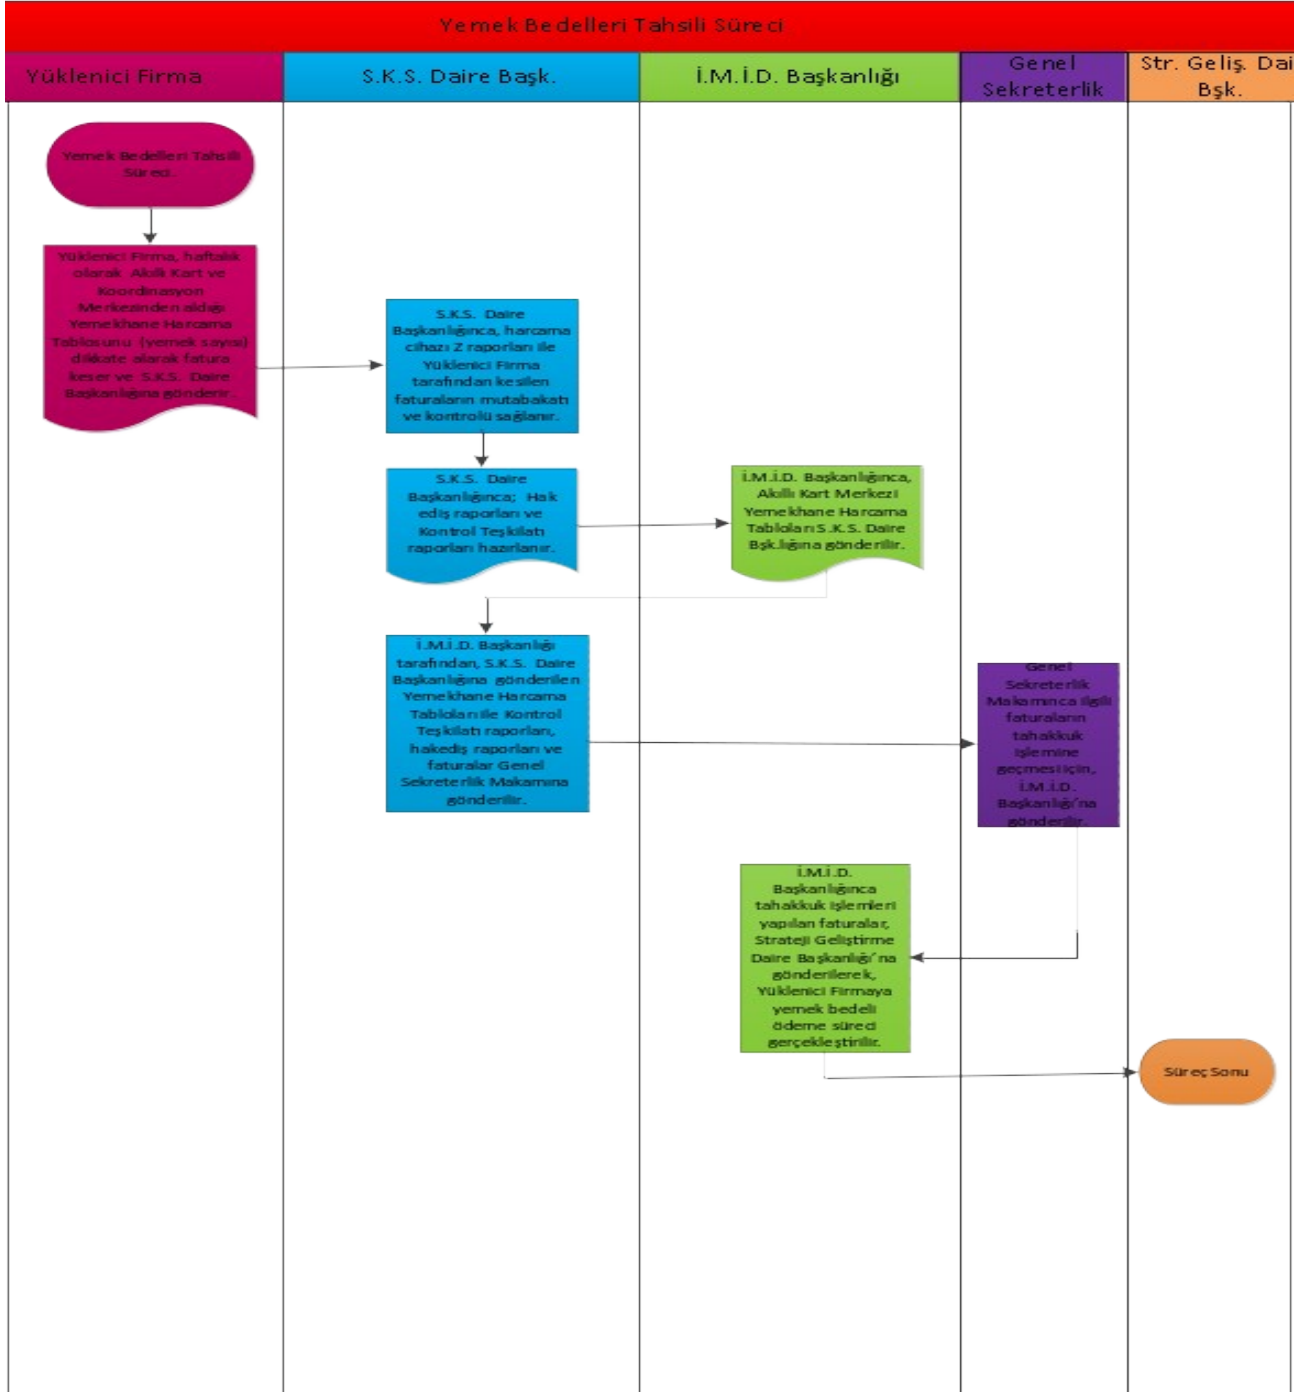 Yemek Bedelleri Tahsili Süreci
Yüklenici Firma
S.K.S. Daire Başk.
İ.M.İ.D. Başkanlığı
Genel
Sekreterlik
Str. Geliş. Dai
Bşk.
Yemek Bedelleri Tahsili
Süreci.
Yüklenici Firma, haftalık
olarak Akıllı Kart ve
Koordinasyon
Merkezinden aldığı
Yemekhane Harcama
Tablosunu (yemek sayısı)
dikkate alarak fatura
keser ve S.K.S. Daire
Başkanlığına gönderir.
S.K.S. Daire
Başkanlığınca, harcama
cihazı Z raporları ile
Yüklenici Firma
tarafından kesilen
faturaların mutabakatı
ve kontrolü sağlanır.
S.K.S. Daire
Başkanlığınca; Hak
ediş raporları ve
Kontrol Teşkilatı
raporları hazırlanır.
İ.M.İ.D. Başkanlığınca,
Akıllı Kart Merkezi
Yemekhane Harcama
Tabloları S.K.S. Daire
Bşk.lığına gönderilir.
İ.M.İ.D. Başkanlığı
tarafından, S.K.S. Daire
Başkanlığına gönderilen
Yemekhane Harcama
Tabloları ile Kontrol
Teşkilatı raporları,
hakediş raporları ve
faturalar Genel
Sekreterlik Makamına
gönderilir.
Genel
Sekreterlik
Makamınca ilgili
faturaların
tahakkuk
işlemine
geçmesi için,
İ.M.İ.D.
Başkanlığı'na
gönderilir.
İ.M.İ.D.
Başkanlığınca
tahakkuk işlemleri
yapılan faturalar,
Strateji Geliştirme
Daire Başkanlığı'na
gönderilerek,
Yüklenici Firmaya
yemek bedeli
ödeme süreci
gerçekleştirilir.
Süreç Sonu